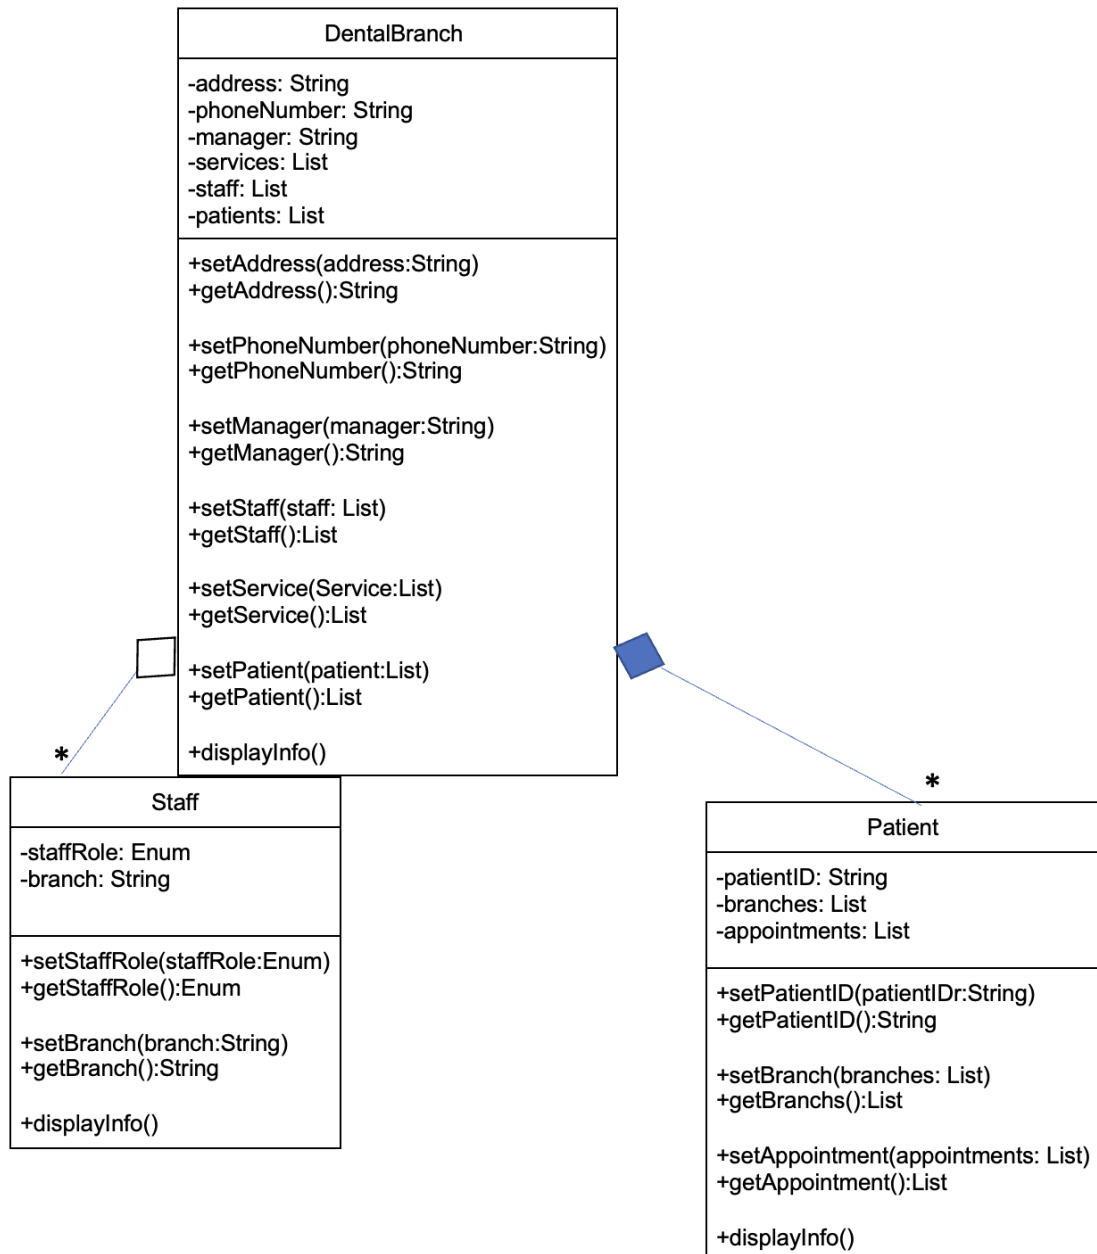 DentalBranch
-address: String
-phoneNumber: String
-manager: String
-services: List
-staff: List
-patients: List
+setAddress(address:String)
+getAddress():String
+setPhoneNumber(phoneNumber:String)
+getPhoneNumber():String
+setManager(manager:String)
+getManager():String
+setStaff(staff: List)
+getStaff():List
+setService(Service:List)
+getService():List
+setPatient(patient:List)
+getPatient():List
+displayInfo()
*
*
Staff
-staffRole: Enum
-branch: String
+setStaffRole(staffRole:Enum)
+getStaffRole():Enum
+setBranch(branch:String)
+getBranch():String
+displayInfo()
Patient
-patientID: String
-branches: List
-appointments: List
+setPatientID(patientIDr:String)
+getPatientID():String
+setBranch(branches: List)
+getBranchs():List
+setAppointment(appointments: List)
+getAppointment():List
+displayInfo()